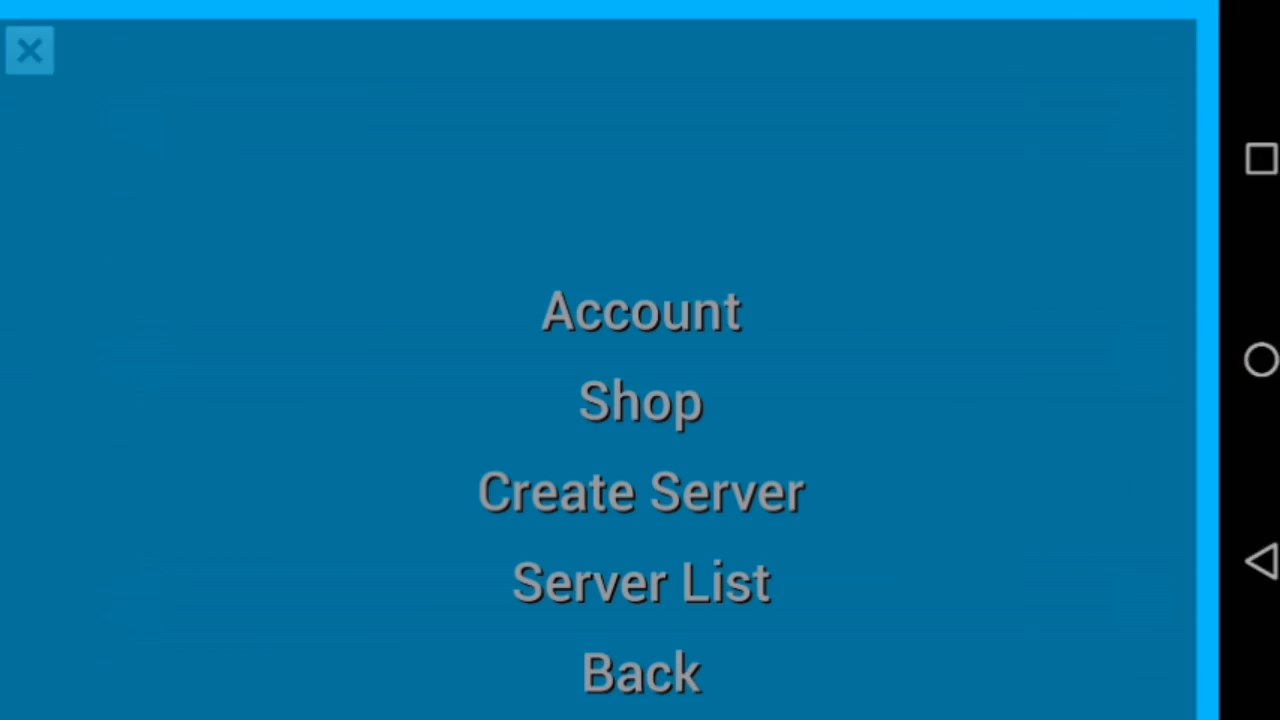 Account
Shop
Create Server
Server List
Back